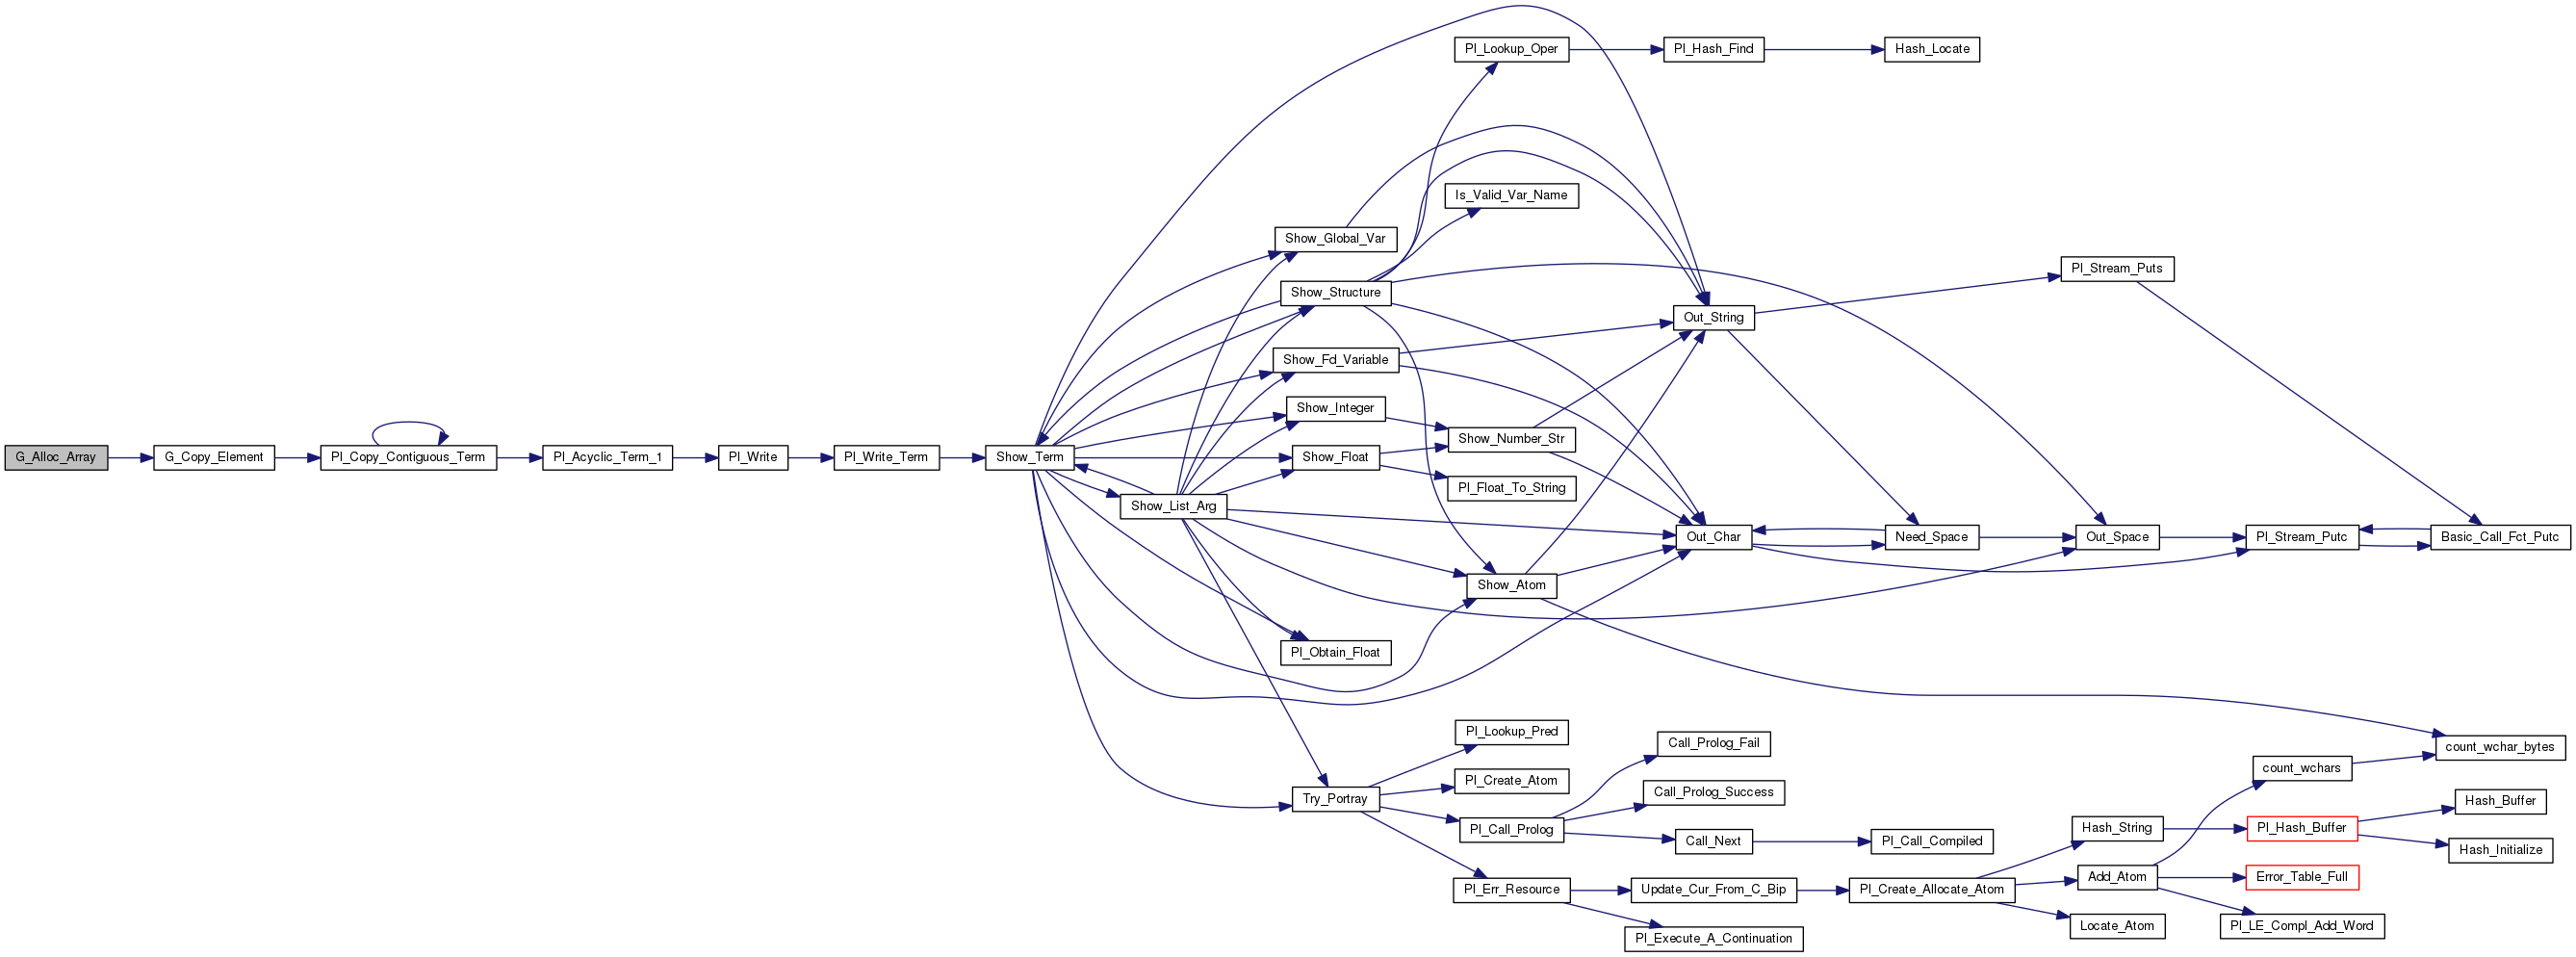 G_Alloc_Array
G_Copy_Element
Pl_Copy_Contiguous_Term
Pl_Acyclic_Term_1
Pl_Write
Pl_Write_Term
Show_Term
Show_List_Arg
Show_Global_Var
Show_Structure
Show_Fd_Variable
Show_Integer
Show_Float
Pl_Obtain_Float
Try_Portray
Pl_Lookup_Oper
Is_Valid_Var_Name
Show_Number_Str
Pl_Float_To_String
Show_Atom
Pl_Lookup_Pred
Pl_Create_Atom
Pl_Call_Prolog
Pl_Err_Resource
Pl_Hash_Find
Out_String
Out_Char
Call_Prolog_Fail
Call_Prolog_Success
Call_Next
Update_Cur_From_C_Bip
Pl_Execute_A_Continuation
Hash_Locate
Need_Space
Pl_Call_Compiled
Pl_Create_Allocate_Atom
Pl_Stream_Puts
Out_Space
Hash_String
Add_Atom
Locate_Atom
Pl_Stream_Putc
count_wchars
Pl_Hash_Buffer
Error_Table_Full
Pl_LE_Compl_Add_Word
Basic_Call_Fct_Putc
count_wchar_bytes
Hash_Buffer
Hash_Initialize